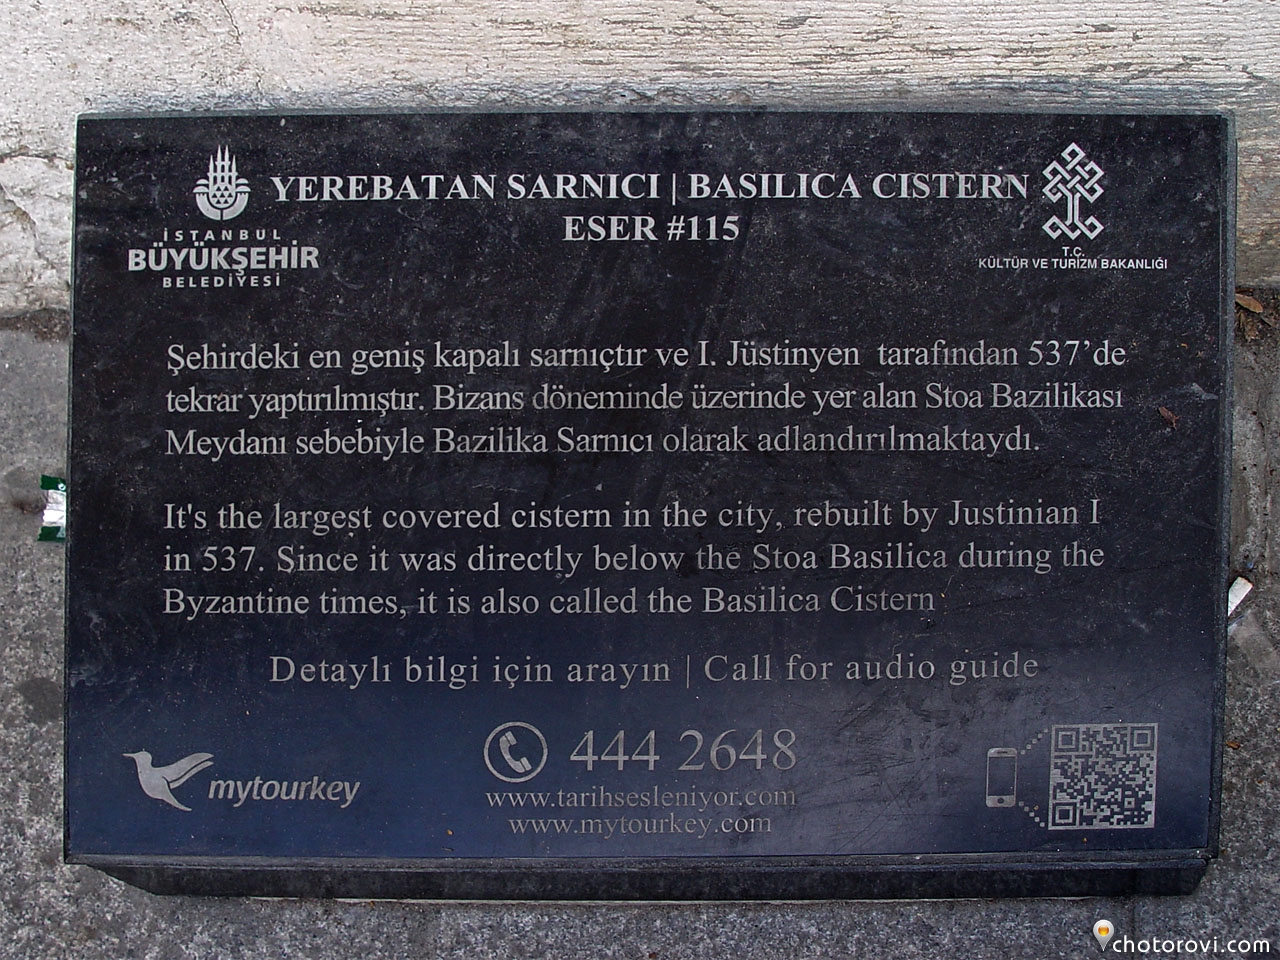 YEREBATAN SARNICI | BASILICA CISTERN
ESER #115
İSTANBUL
BÜYÜKŞEHİR
BELEDİYESİ
T.C.
KÜLTÜR VE TURİZM BAKANLIĞI
Şehirdeki en geniş kapalı sarnıçtır ve I. Jüstinyen tarafından 537’de
tekrar yaptırılmıştır. Bizans döneminde üzerinde yer alan Stoa Bazilikası
Meydanı sebebiyle Bazilika Sarnıcı olarak adlandırılmaktaydı.
It's the largest covered cistern in the city, rebuilt by Justinian I
in 537. Since it was directly below the Stoa Basilica during the
Byzantine times, it is also called the Basilica Cistern
Detaylı bilgi için arayın | Call for audio guide
444 2648
www.tarihsesleniyor.com
www.mytourkey.com
mytourkey
chotorovi.com